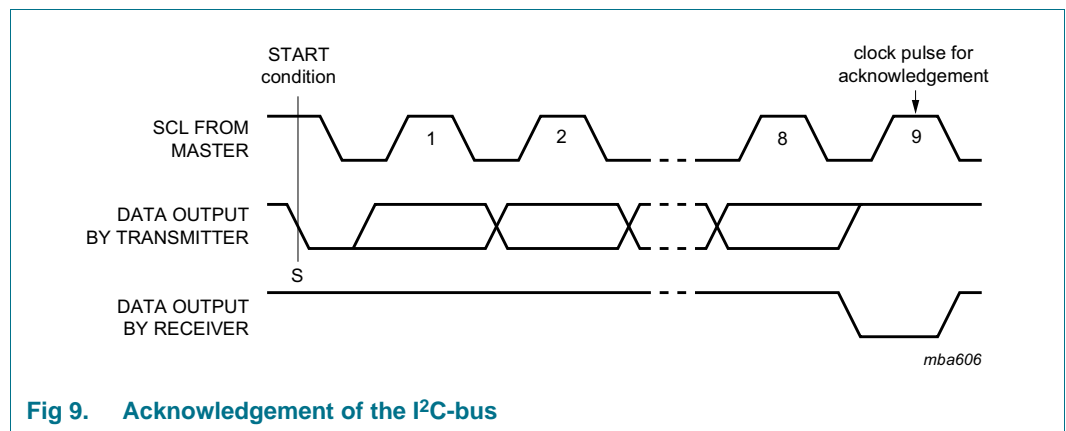 START
condition
clock pulse for
acknowledgement
SCL FROM
MASTER
1
2
8
9
DATA OUTPUT
BY TRANSMITTER
S
DATA OUTPUT
BY RECEIVER
mba606
Fig 9. Acknowledgement of the I²C-bus